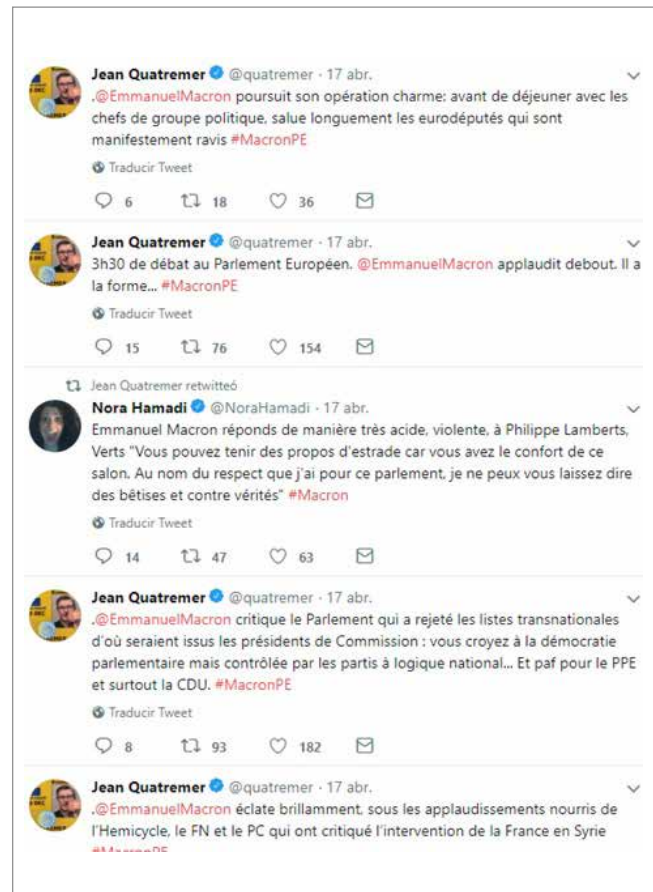 Jean Quatremer @quatremer · 17 abr.
.@EmmanuelMacron poursuit son opération charme: avant de déjeuner avec les
chefs de groupe politique, salue longuement les eurodéputés qui sont
manifestement ravis #MacronPE
Traducir Tweet
6 18 36
Jean Quatremer @quatremer · 17 abr.
3h30 de débat au Parlement Européen. @EmmanuelMacron applaudit debout. Il a
la forme... #MacronPE
Traducir Tweet
15 76 154
Jean Quatremer retwitteó
Nora Hamadi @NoraHamadi · 17 abr.
Emmanuel Macron réponds de manière très acide, violente, à Philippe Lamberts,
Verts "Vous pouvez tenir des propos d'estrade car vous avez le confort de ce
salon. Au nom du respect que j'ai pour ce parlement, je ne peux vous laissez dire
des bêtises et contre vérités" #Macron
Traducir Tweet
14 47 63
Jean Quatremer @quatremer · 17 abr.
.@EmmanuelMacron critique le Parlement qui a rejeté les listes transnationales
d'où seraient issus les présidents de Commission : vous croyez à la démocratie
parlementaire mais contrôlée par les partis à logique national... Et paf pour le PPE
et surtout la CDU. #MacronPE
Traducir Tweet
8 93 182
Jean Quatremer @quatremer · 17 abr.
.@EmmanuelMacron éclate brillamment, sous les applaudissements nourris de
l'Hemicycle, le FN et le PC qui ont critiqué l'intervention de la France en Syrie
#MacronPE